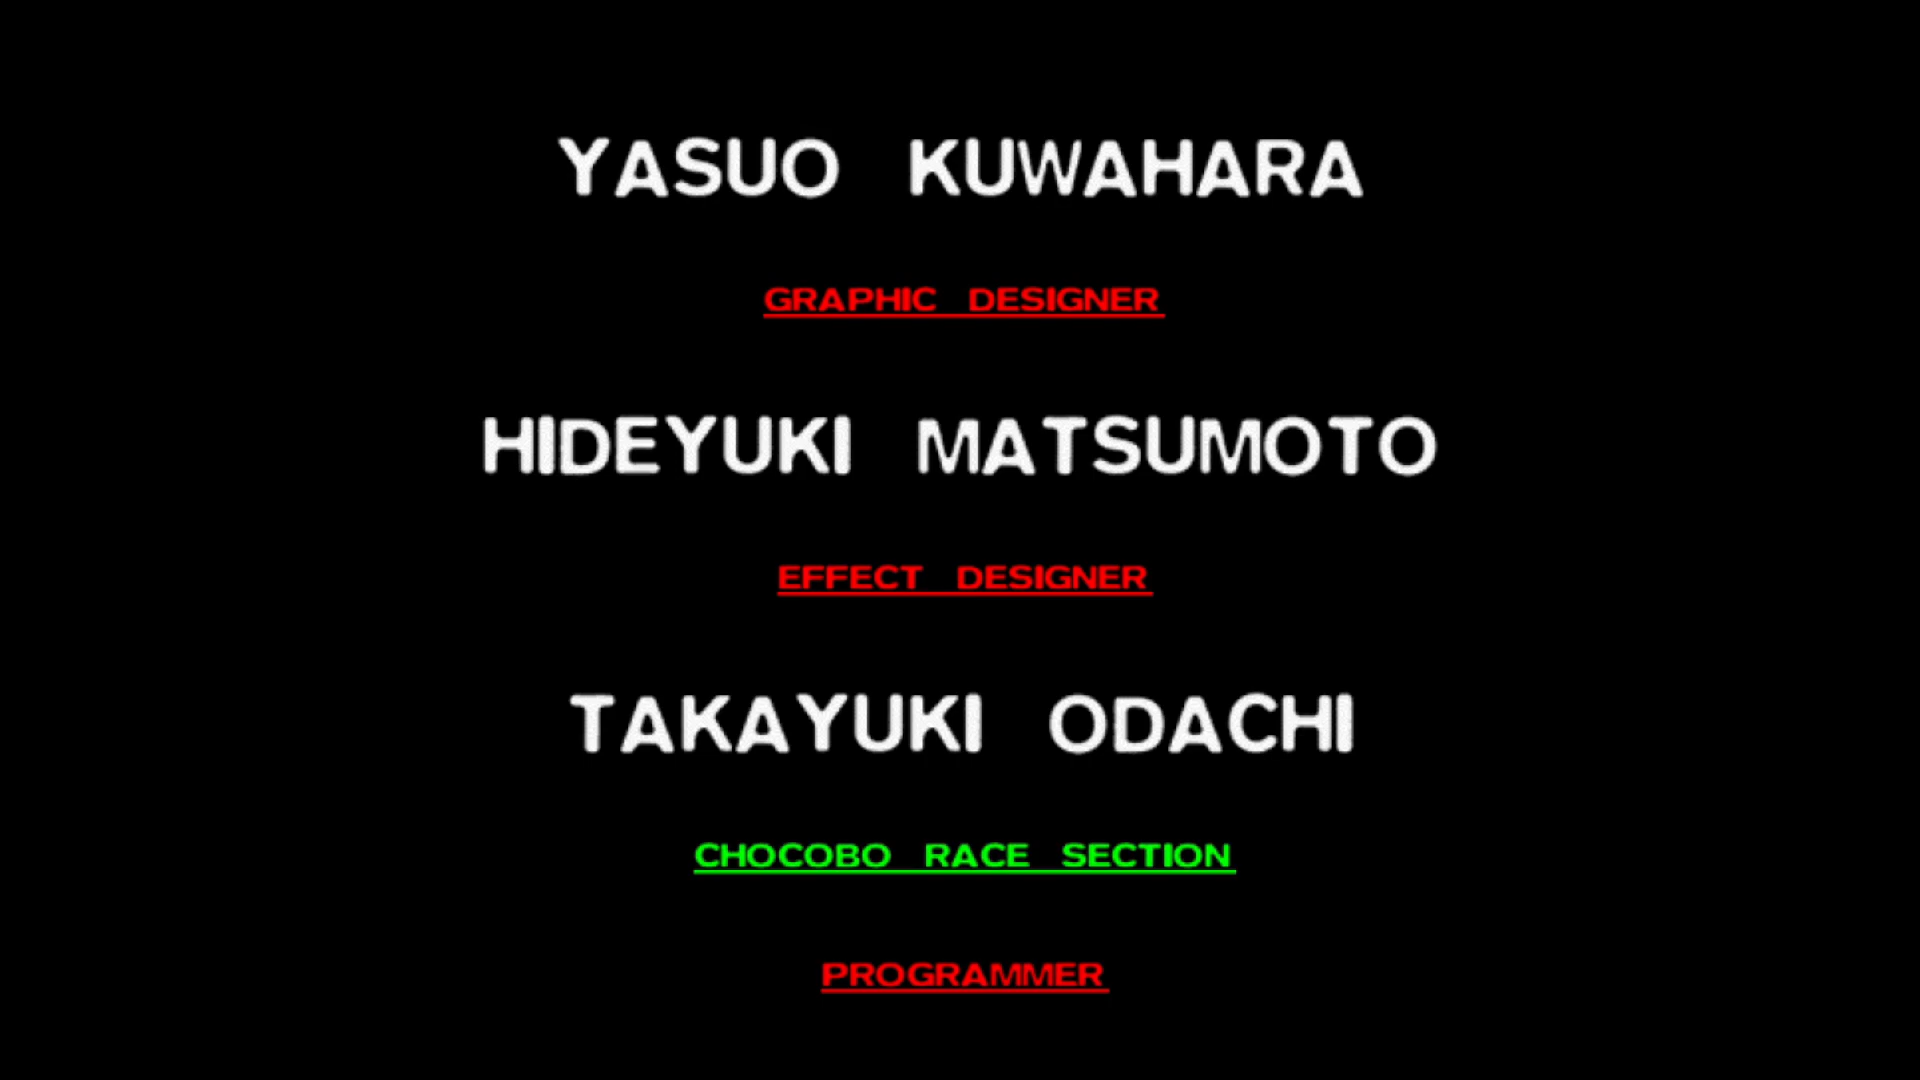 YASUO KUWAHARA
GRAPHIC DESIGNER
HIDEYUKI MATSUMOTO
EFFECT DESIGNER
TAKAYUKI ODACHI
CHOCOBO RACE SECTION
PROGRAMMER